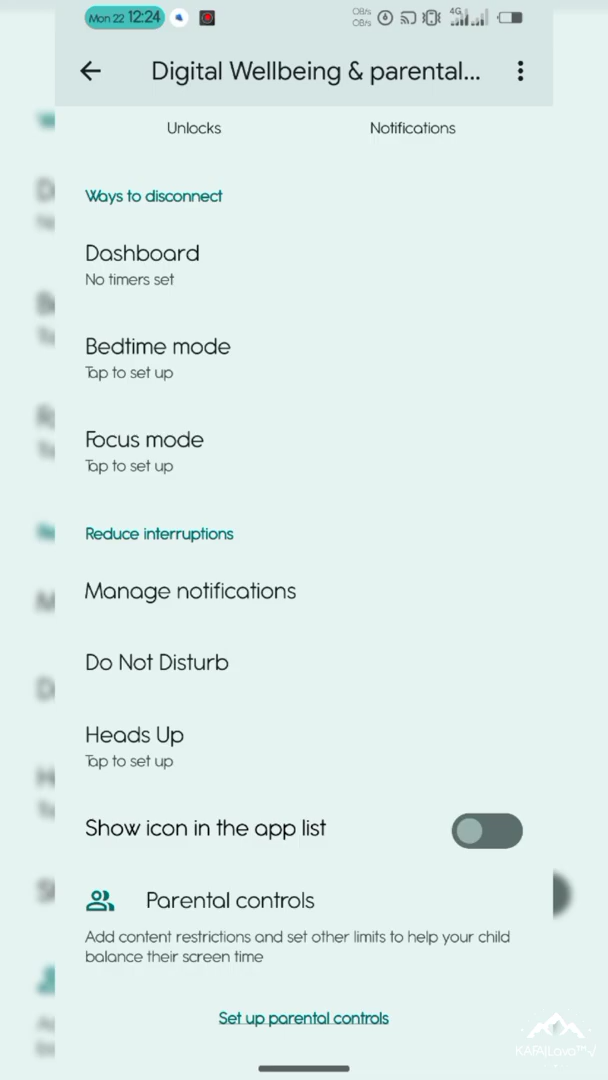 Mon 22 12:24
0B/s
0B/s
4G
Digital Wellbeing & parental...
Unlocks
Notifications
Ways to disconnect
Dashboard
No timers set
Bedtime mode
Tap to set up
Focus mode
Tap to set up
Reduce interruptions
Manage notifications
Do Not Disturb
Heads Up
Tap to set up
Show icon in the app list
Parental controls
Add content restrictions and set other limits to help your child
balance their screen time
Set up parental controls